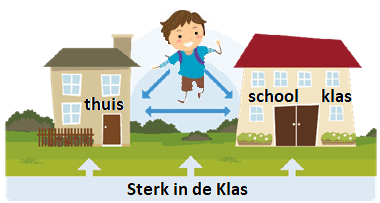 thuis
school klas
Sterk in de Klas